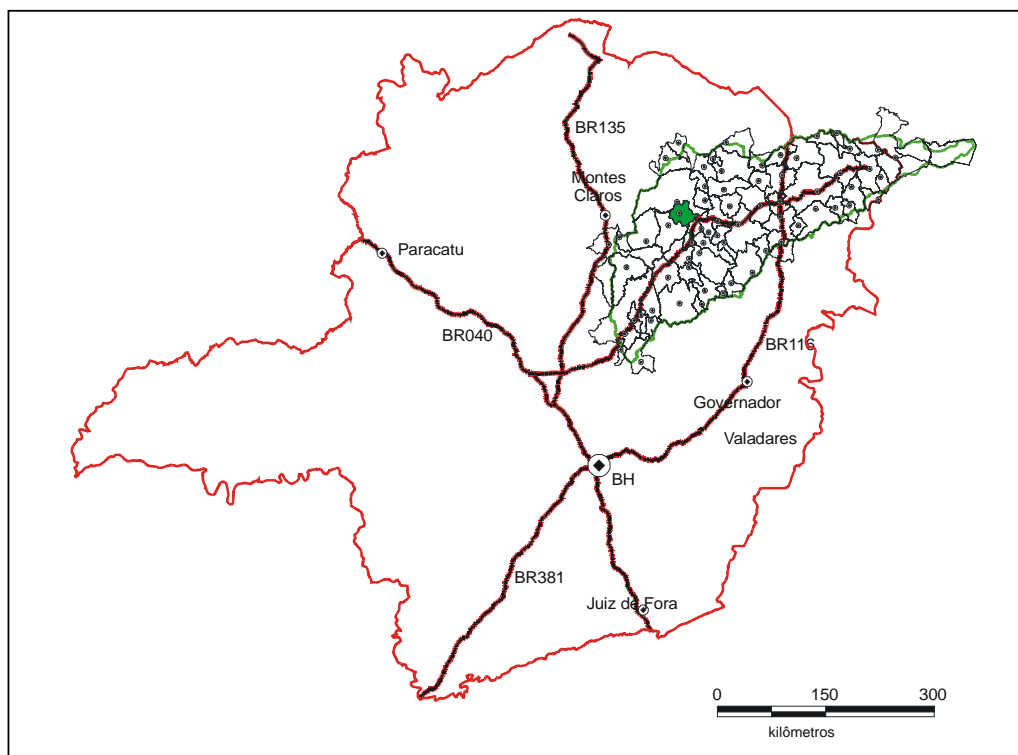 BR135
Montes
Claros
Paracatu
BR040
BR116
Governador
Valadares
BH
BR381
Juiz de Fora
0 150 300
kilômetros